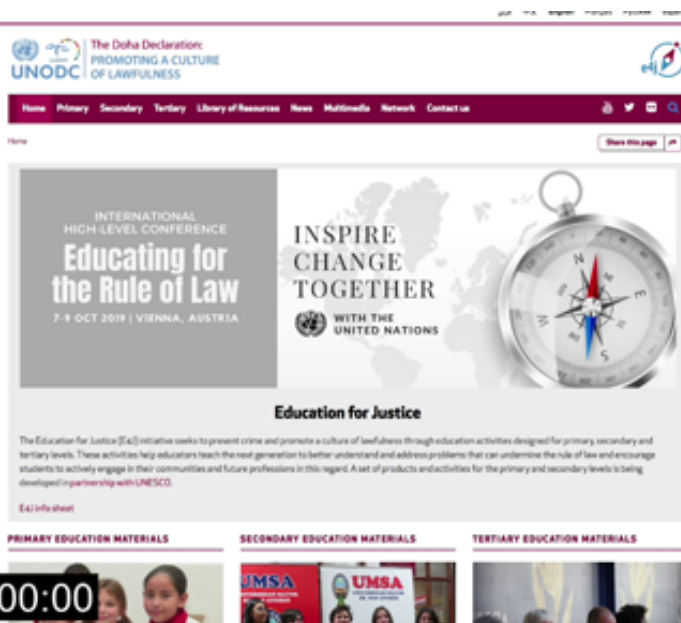 English
The Doha Declaration:
UNODC PROMOTING A CULTURE
OF LAWFULNESS
e4j
Home Primary Secondary Tertiary Library of Resources News Multimedia Network Contact us
Home
Share this page
INTERNATIONAL
HIGH-LEVEL CONFERENCE
Educating for
the Rule of Law
7-9 OCT 2019 | VIENNA, AUSTRIA
INSPIRE
CHANGE
TOGETHER
WITH THE
UNITED NATIONS
N
E
S
W
Education for Justice
The Education for Justice (E4J) initiative seeks to prevent crime and promote a culture of lawfulness through education activities designed for primary, secondary and
tertiary levels. These activities help educators teach the next generation to better understand and address problems that can undermine the rule of law and encourage
students to actively engage in their communities and future professions in this regard. A set of products and activities for the primary and secondary levels is being
developed in partnership with UNESCO.
E4J info sheet
PRIMARY EDUCATION MATERIALS SECONDARY EDUCATION MATERIALS TERTIARY EDUCATION MATERIALS
00:00
UMSA UMSA